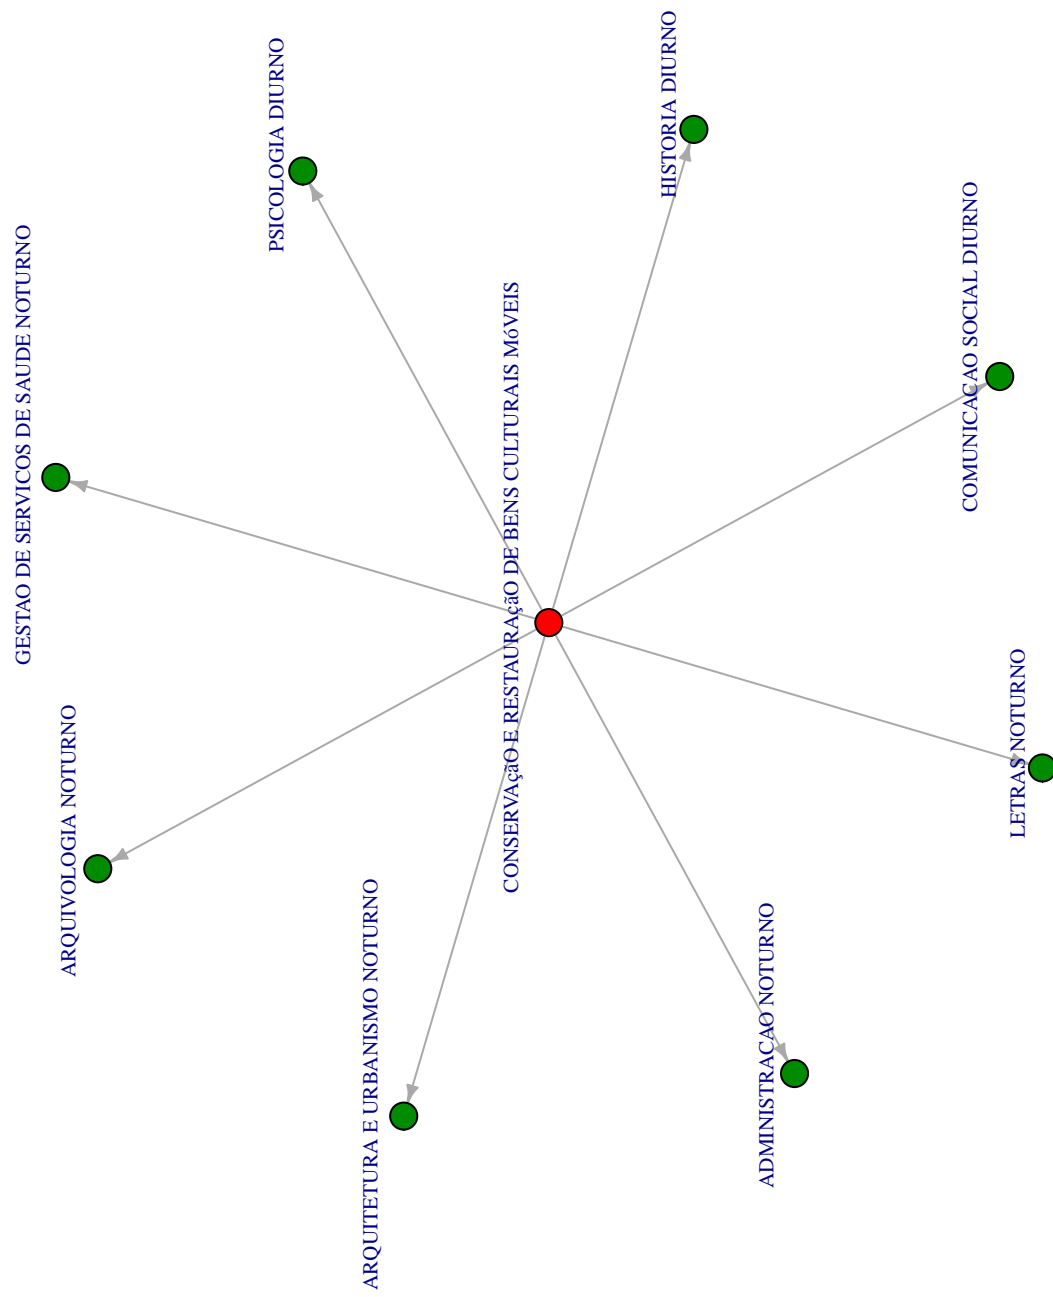 HISTORIA DIURNO
PSICOLOGIA DIURNO
COMUNICACAO SOCIAL DIURNO
GESTAO DE SERVICOS DE SAUDE NOTURNO
CONSERVAçãO E RESTAURAçãO DE BENS CULTURAIS MóVEIS
LETRAS NOTURNO
ARQUIVOLOGIA NOTURNO
ARQUITETURA E URBANISMO NOTURNO
ADMINISTRACAO NOTURNO